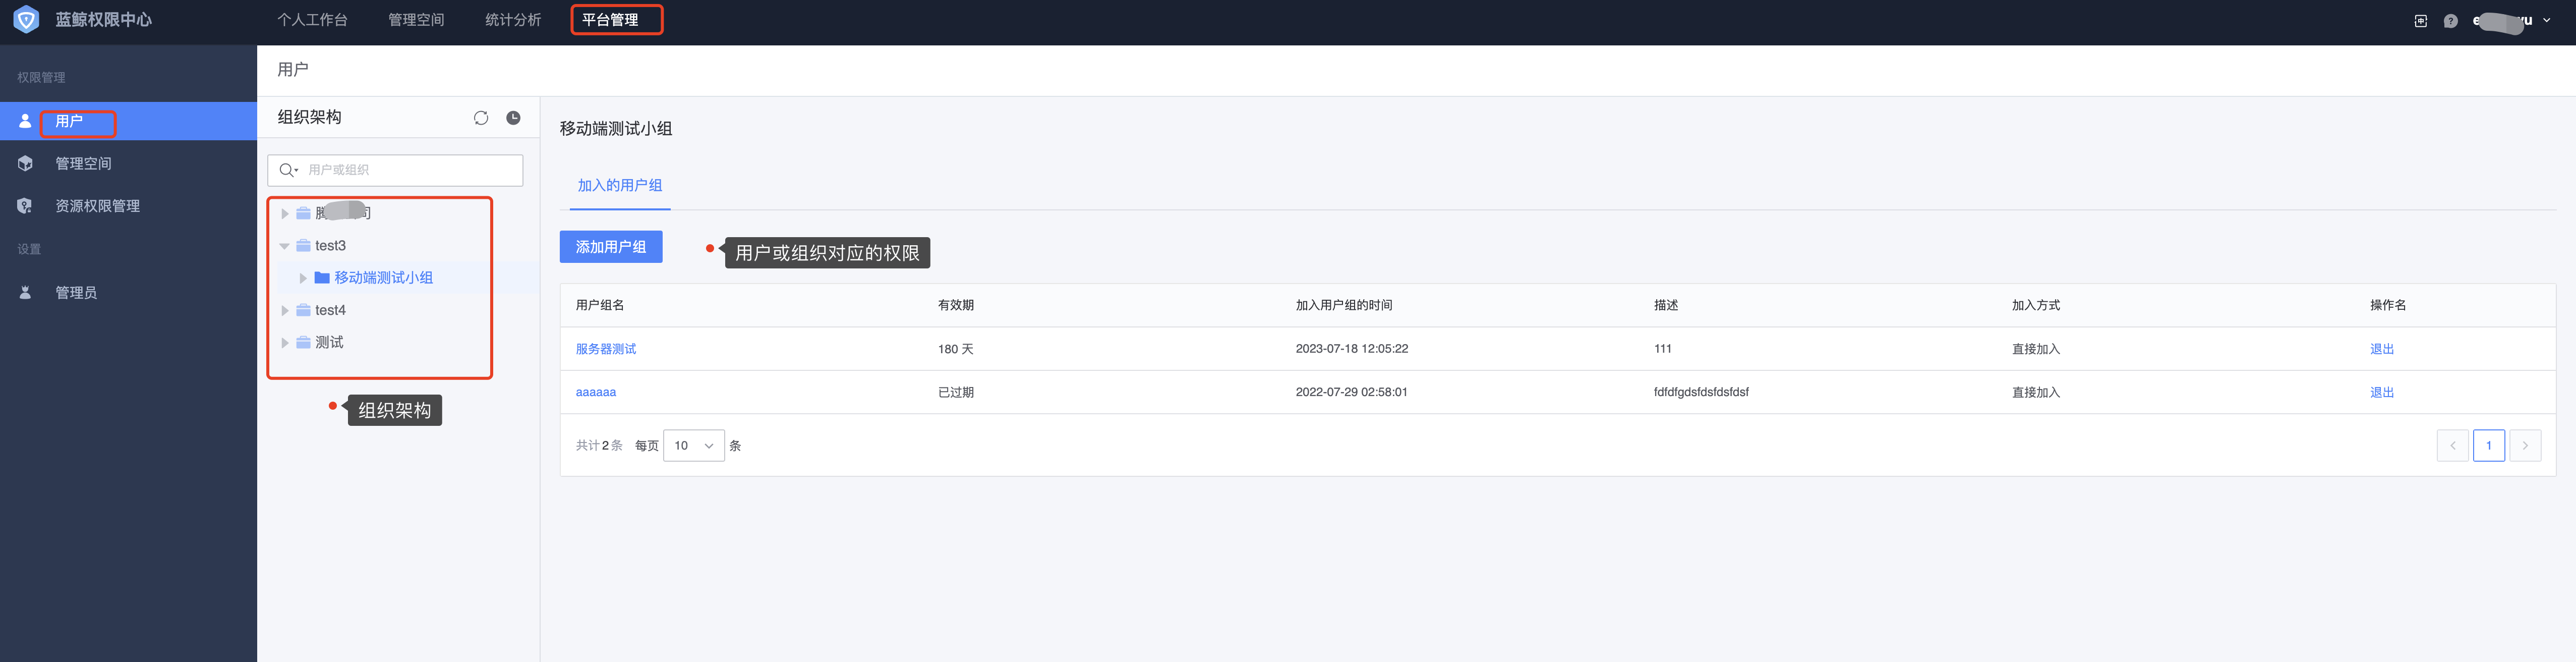 蓝鲸权限中心
个人工作台 管理空间 统计分析 平台管理
权限管理
用户
管理空间
资源权限管理
设置
管理员
用户
组织架构
用户或组织
test3
移动端测试小组
test4
测试
组织架构
移动端测试小组
加入的用户组
添加用户组
用户或组织对应的权限
用户组名 有效期 加入用户组的时间 描述 加入方式 操作名
服务器测试 180 天 2023-07-18 12:05:22 111 直接加入 退出
aaaaaa 已过期 2022-07-29 02:58:01 fdfdfgdsfdsfdsfdsf 直接加入 退出
共计2条 每页 10 条
1